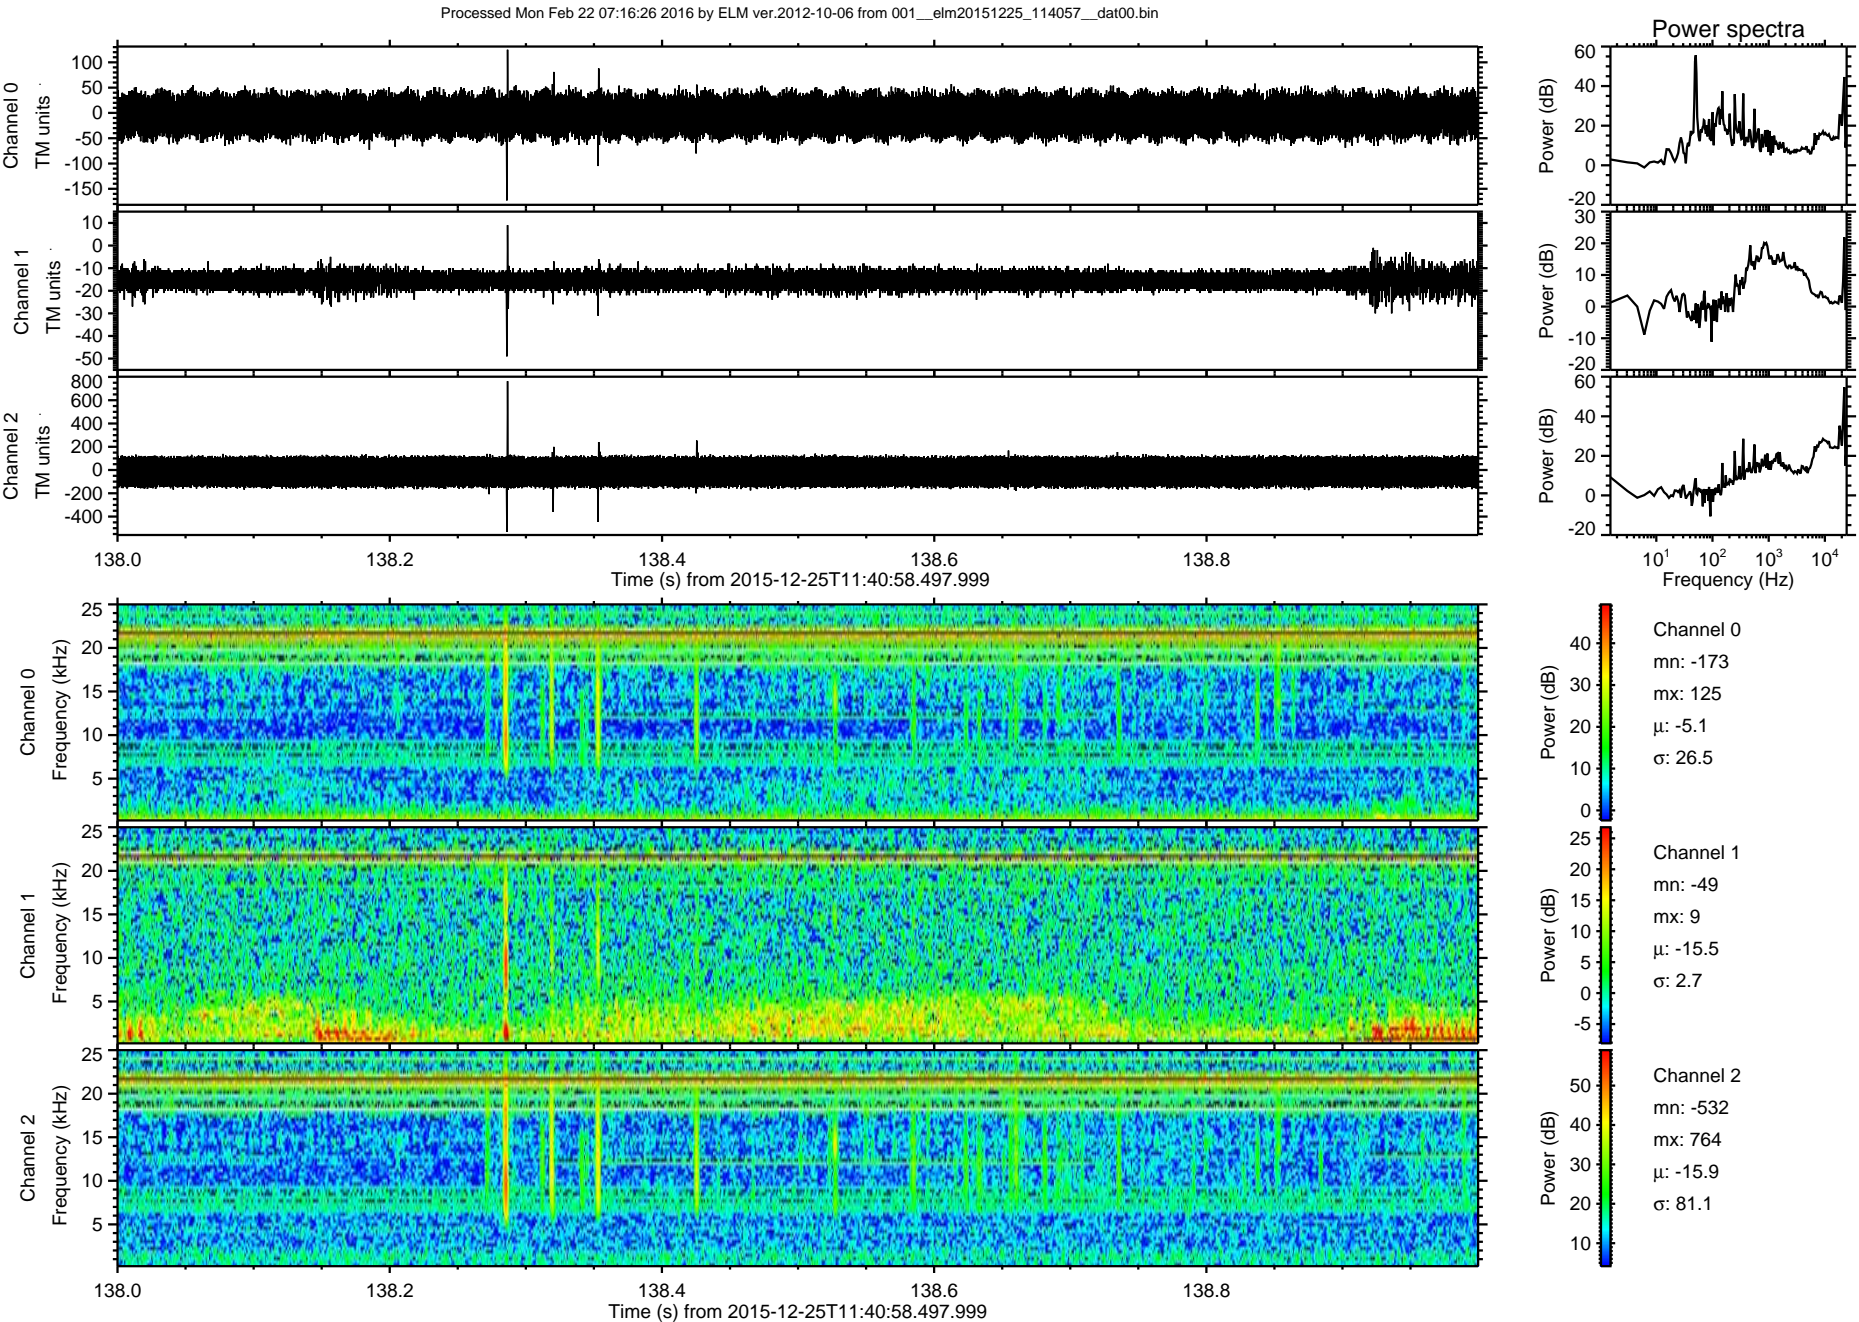 Processed Mon Feb 22 07:16:26 2016 by ELM ver.2012-10-06 from 001__elm20151225_114057__dat00.bin
Power spectra
Channel 0
TM units
100
50
0
-50
-100
-150
Power (dB)
60
40
20
0
-20
Channel 1
TM units
10
0
-10
-20
-30
-40
-50
Power (dB)
30
20
10
0
-10
-20
Channel 2
TM units
800
600
400
200
0
-200
-400
Power (dB)
60
40
20
0
-20
138.0 138.2 138.4 138.6 138.8
Time (s) from 2015-12-25T11:40:58.497.999
10^1 10^2 10^3 10^4
Frequency (Hz)
Channel 0
Frequency (kHz)
25
20
15
10
5
Power (dB)
40
30
20
10
0
Channel 0
mn: -173
mx: 125
μ: -5.1
σ: 26.5
Channel 1
Frequency (kHz)
25
20
15
10
5
Power (dB)
25
20
15
10
5
0
-5
Channel 1
mn: -49
mx: 9
μ: -15.5
σ: 2.7
Channel 2
Frequency (kHz)
25
20
15
10
5
Power (dB)
50
40
30
20
10
Channel 2
mn: -532
mx: 764
μ: -15.9
σ: 81.1
138.0 138.2 138.4 138.6 138.8
Time (s) from 2015-12-25T11:40:58.497.999